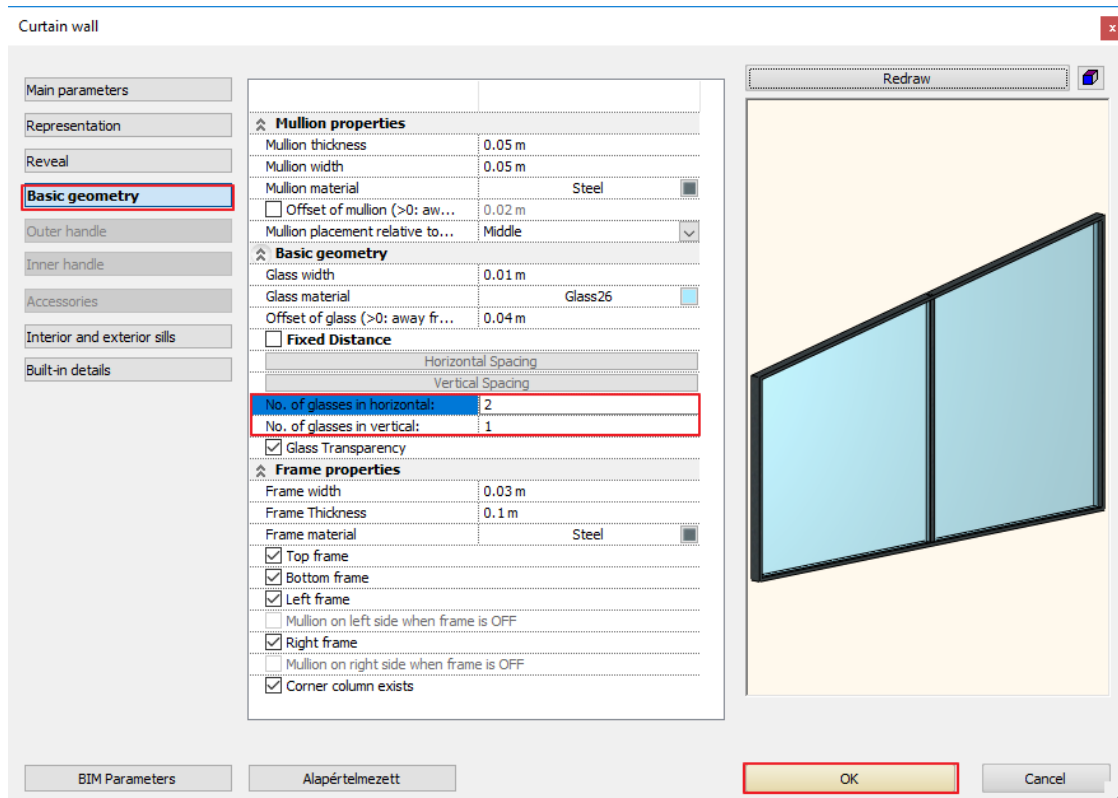 Curtain wall
x
Main parameters
Representation
Reveal
Basic geometry
Outer handle
Inner handle
Accessories
Interior and exterior sills
Built-in details
Mullion properties
Mullion thickness 0.05 m
Mullion width 0.05 m
Mullion material Steel
Offset of mullion (>0: aw... 0.02 m
Mullion placement relative to... Middle
Basic geometry
Glass width 0.01 m
Glass material Glass26
Offset of glass (>0: away fr... 0.04 m
Fixed Distance
Horizontal Spacing
Vertical Spacing
No. of glasses in horizontal: 2
No. of glasses in vertical: 1
Glass Transparency
Frame properties
Frame width 0.03 m
Frame Thickness 0.1 m
Frame material Steel
Top frame
Bottom frame
Left frame
Mullion on left side when frame is OFF
Right frame
Mullion on right side when frame is OFF
Corner column exists
Redraw
BIM Parameters
Alapértelmezett
OK
Cancel